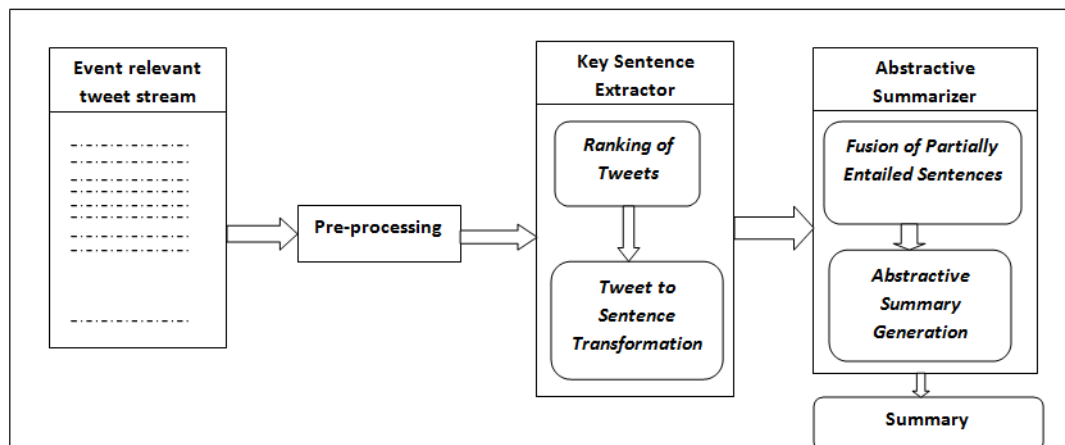 Event relevant
tweet stream
Pre-processing
Key Sentence
Extractor
Ranking of
Tweets
Tweet to
Sentence
Transformation
Abstractive
Summarizer
Fusion of Partially
Entailed Sentences
Abstractive
Summary
Generation
Summary